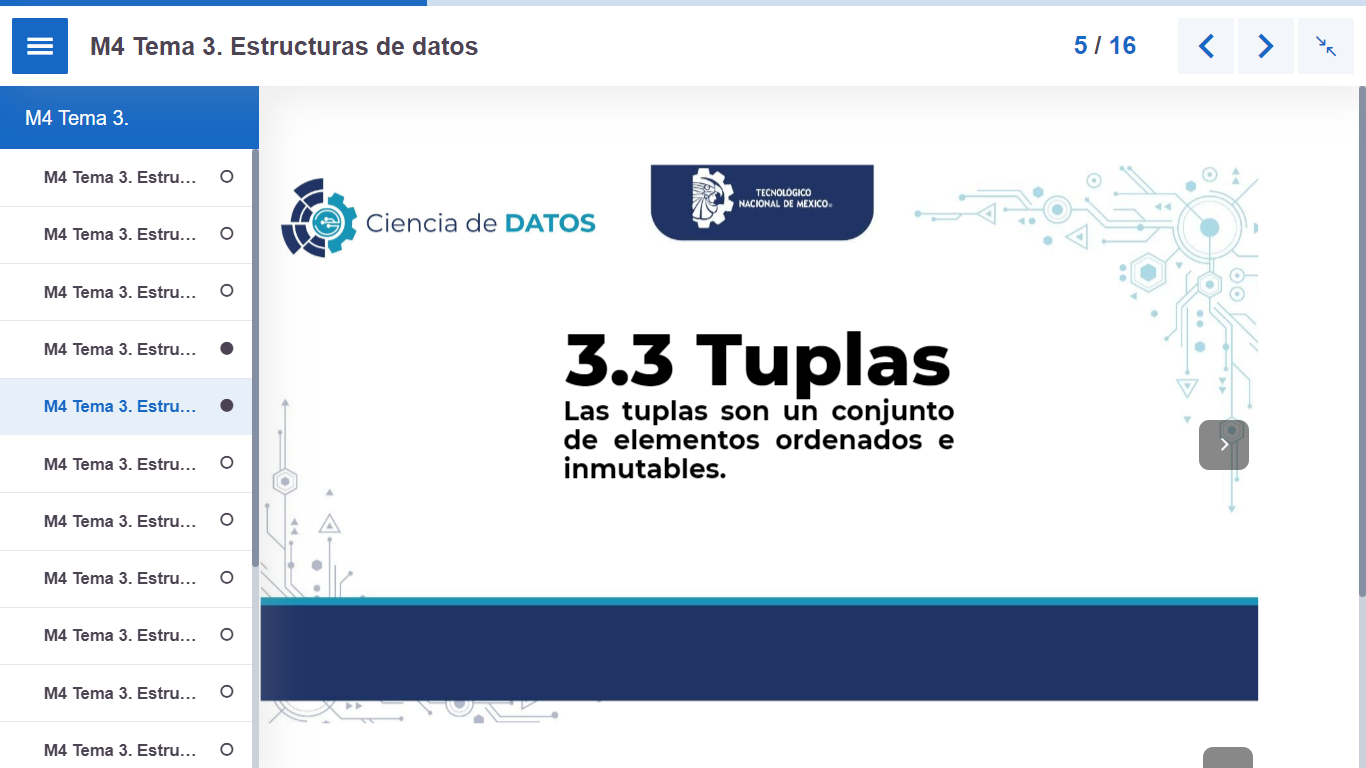 M4 Tema 3. Estructuras de datos
5 / 16
M4 Tema 3.
M4 Tema 3. Estru...
M4 Tema 3. Estru...
M4 Tema 3. Estru...
M4 Tema 3. Estru...
M4 Tema 3. Estru...
M4 Tema 3. Estru...
M4 Tema 3. Estru...
M4 Tema 3. Estru...
M4 Tema 3. Estru...
M4 Tema 3. Estru...
M4 Tema 3. Estru...
Ciencia de DATOS
TECNOLÓGICO
NACIONAL DE MÉXICO®
3.3 Tuplas
Las tuplas son un conjunto
de elementos ordenados e
inmutables.